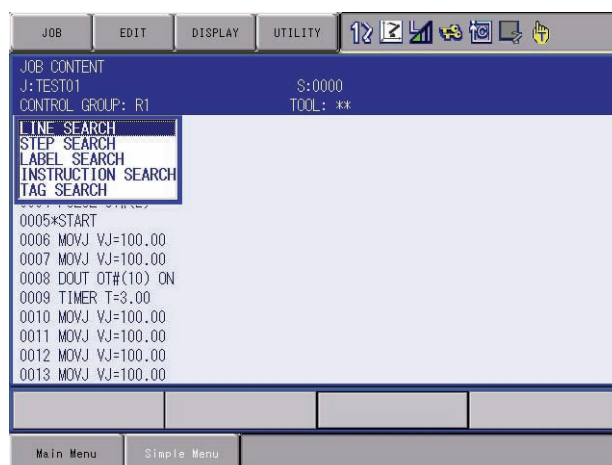 JOB EDIT DISPLAY UTILITY
JOB CONTENT
J:TEST01 S:0000
CONTROL GROUP: R1 TOOL: **
LINE SEARCH
STEP SEARCH
LABEL SEARCH
INSTRUCTION SEARCH
TAG SEARCH
0005*START
0006 MOVJ VJ=100.00
0007 MOVJ VJ=100.00
0008 DOUT OT#(10) ON
0009 TIMER T=3.00
0010 MOVJ VJ=100.00
0011 MOVJ VJ=100.00
0012 MOVJ VJ=100.00
0013 MOVJ VJ=100.00
Main Menu Simple Menu